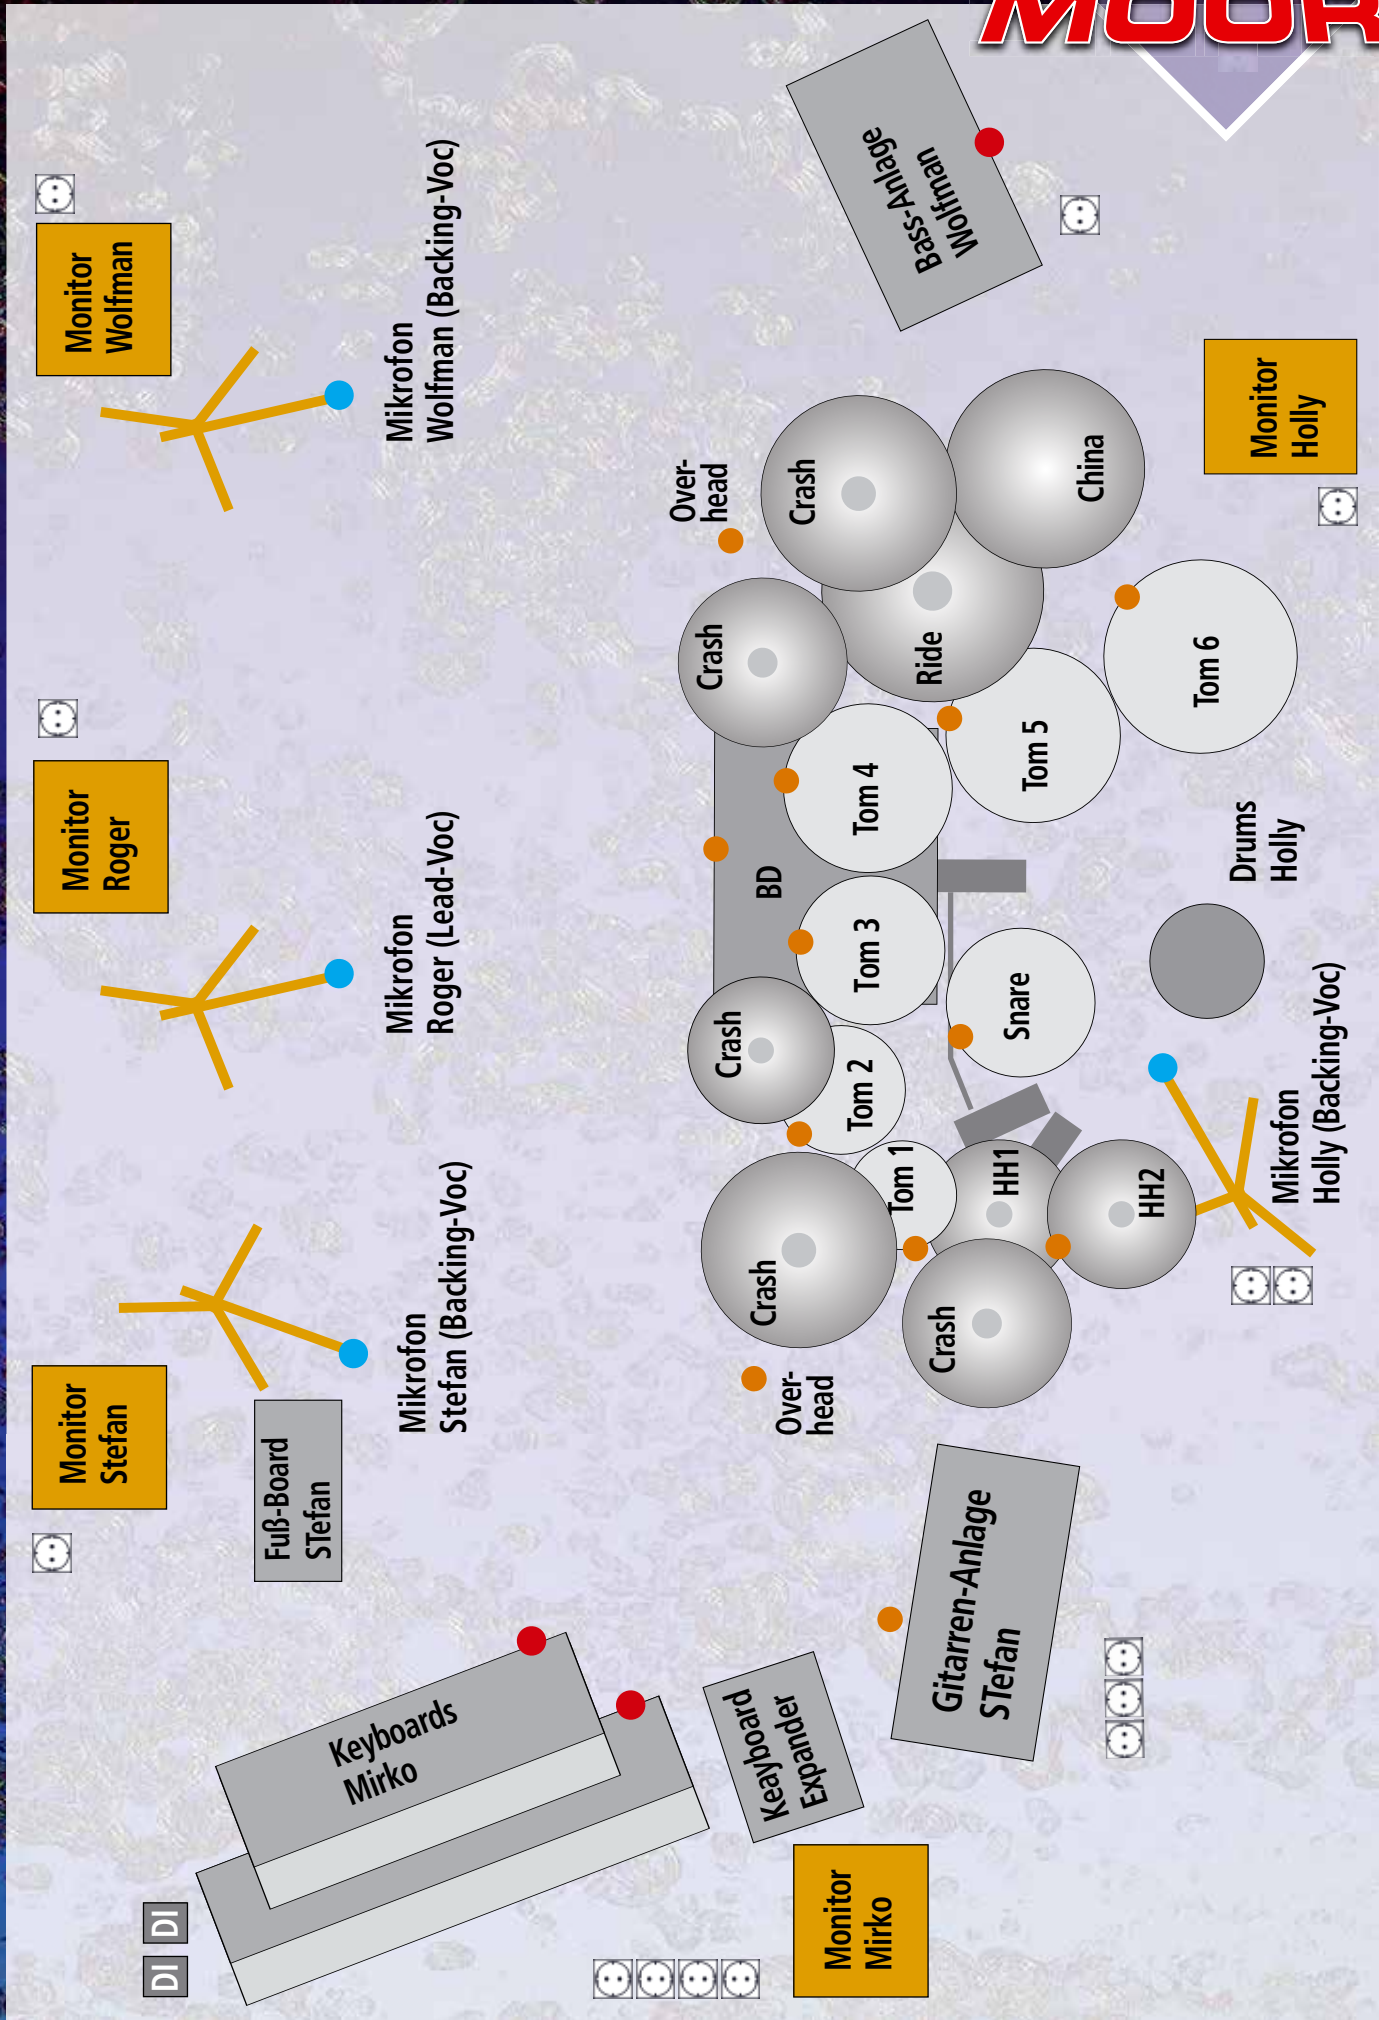 MOOR
DI
DI
Monitor
Stefan
Monitor
Roger
Monitor
Wolfman
Fuß-Board
STefan
Keyboards
Mirko
Mikrofon
Stefan (Backing-Voc)
Mikrofon
Roger (Lead-Voc)
Mikrofon
Wolfman (Backing-Voc)
Keayboard
Expander
Monitor
Mirko
Gitarren-Anlage
STefan
Over-
head
Over-
head
Crash
Crash
Crash
Crash
Crash
BD
Tom 1
Tom 2
Tom 3
Tom 4
Tom 5
Tom 6
Ride
China
HH1
HH2
Snare
Drums
Holly
Mikrofon
Holly (Backing-Voc)
Bass-Anlage
Wolfman
Monitor
Holly